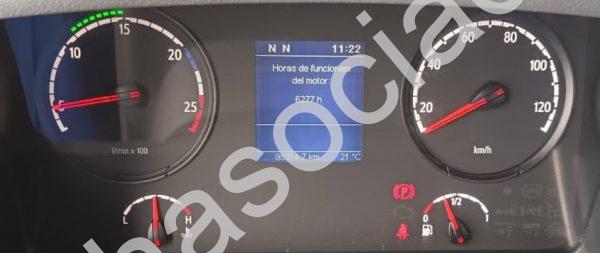 N N 11:22
Horas de funcionam
del motor:
6277 h
21 °C
5
10
15
20
25
1/min x 100
20
40
60
80
100
120
km/h
L
H
P
0
1/2
1